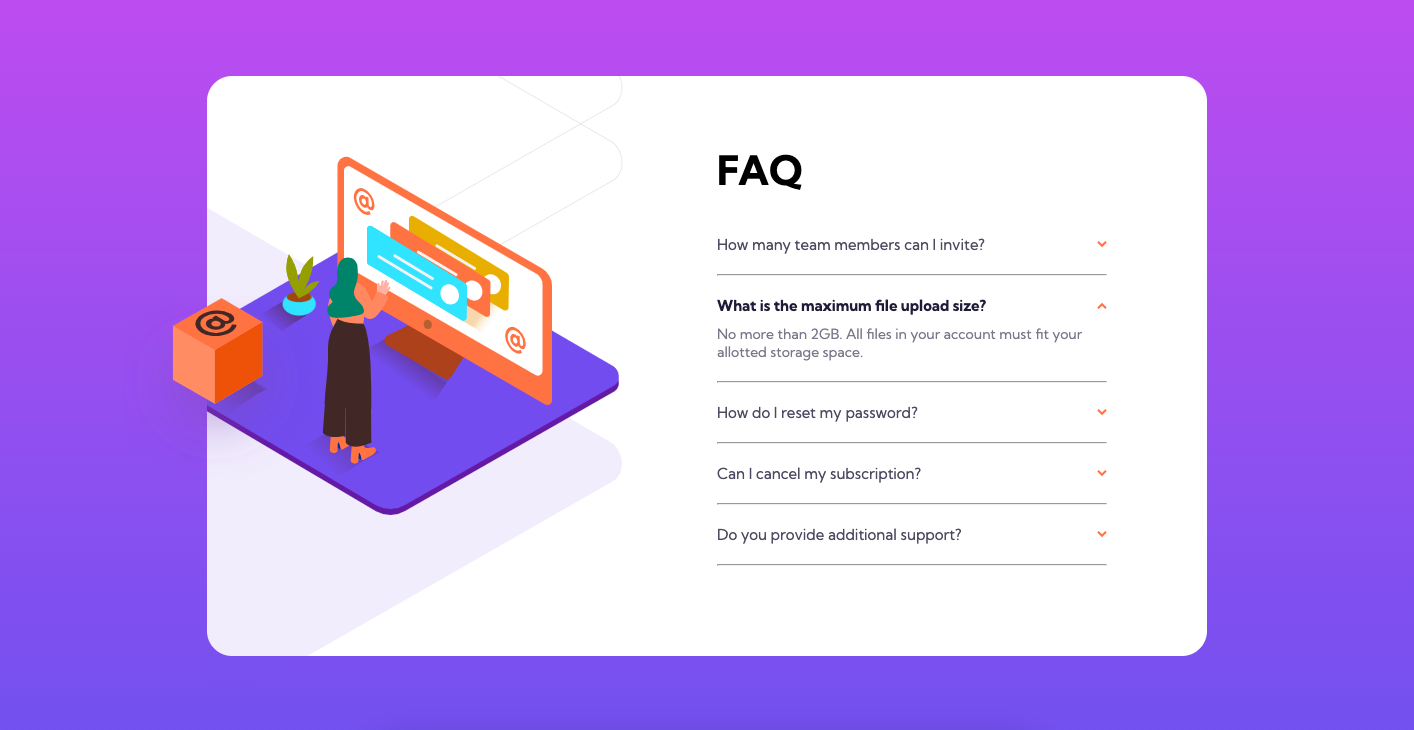 FAQ
How many team members can I invite?
What is the maximum file upload size?
No more than 2GB. All files in your account must fit your
allotted storage space.
How do I reset my password?
Can I cancel my subscription?
Do you provide additional support?
@
@
@